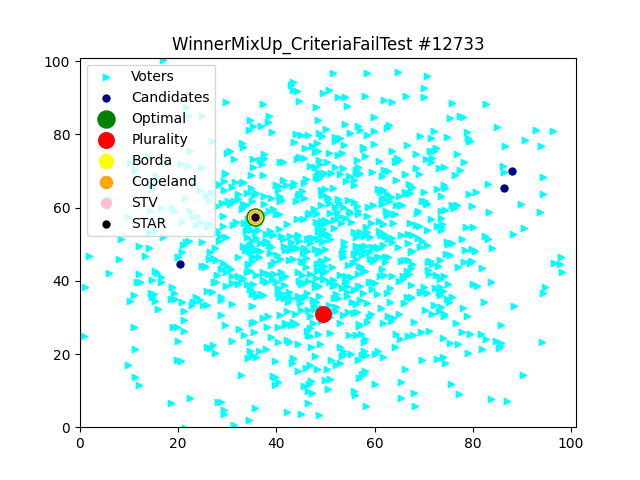 WinnerMixUp_CriteriaFailTest #12733
Voters
Candidates
Optimal
Plurality
Borda
Copeland
STV
STAR
100
80
60
40
20
0
0 20 40 60 80 100